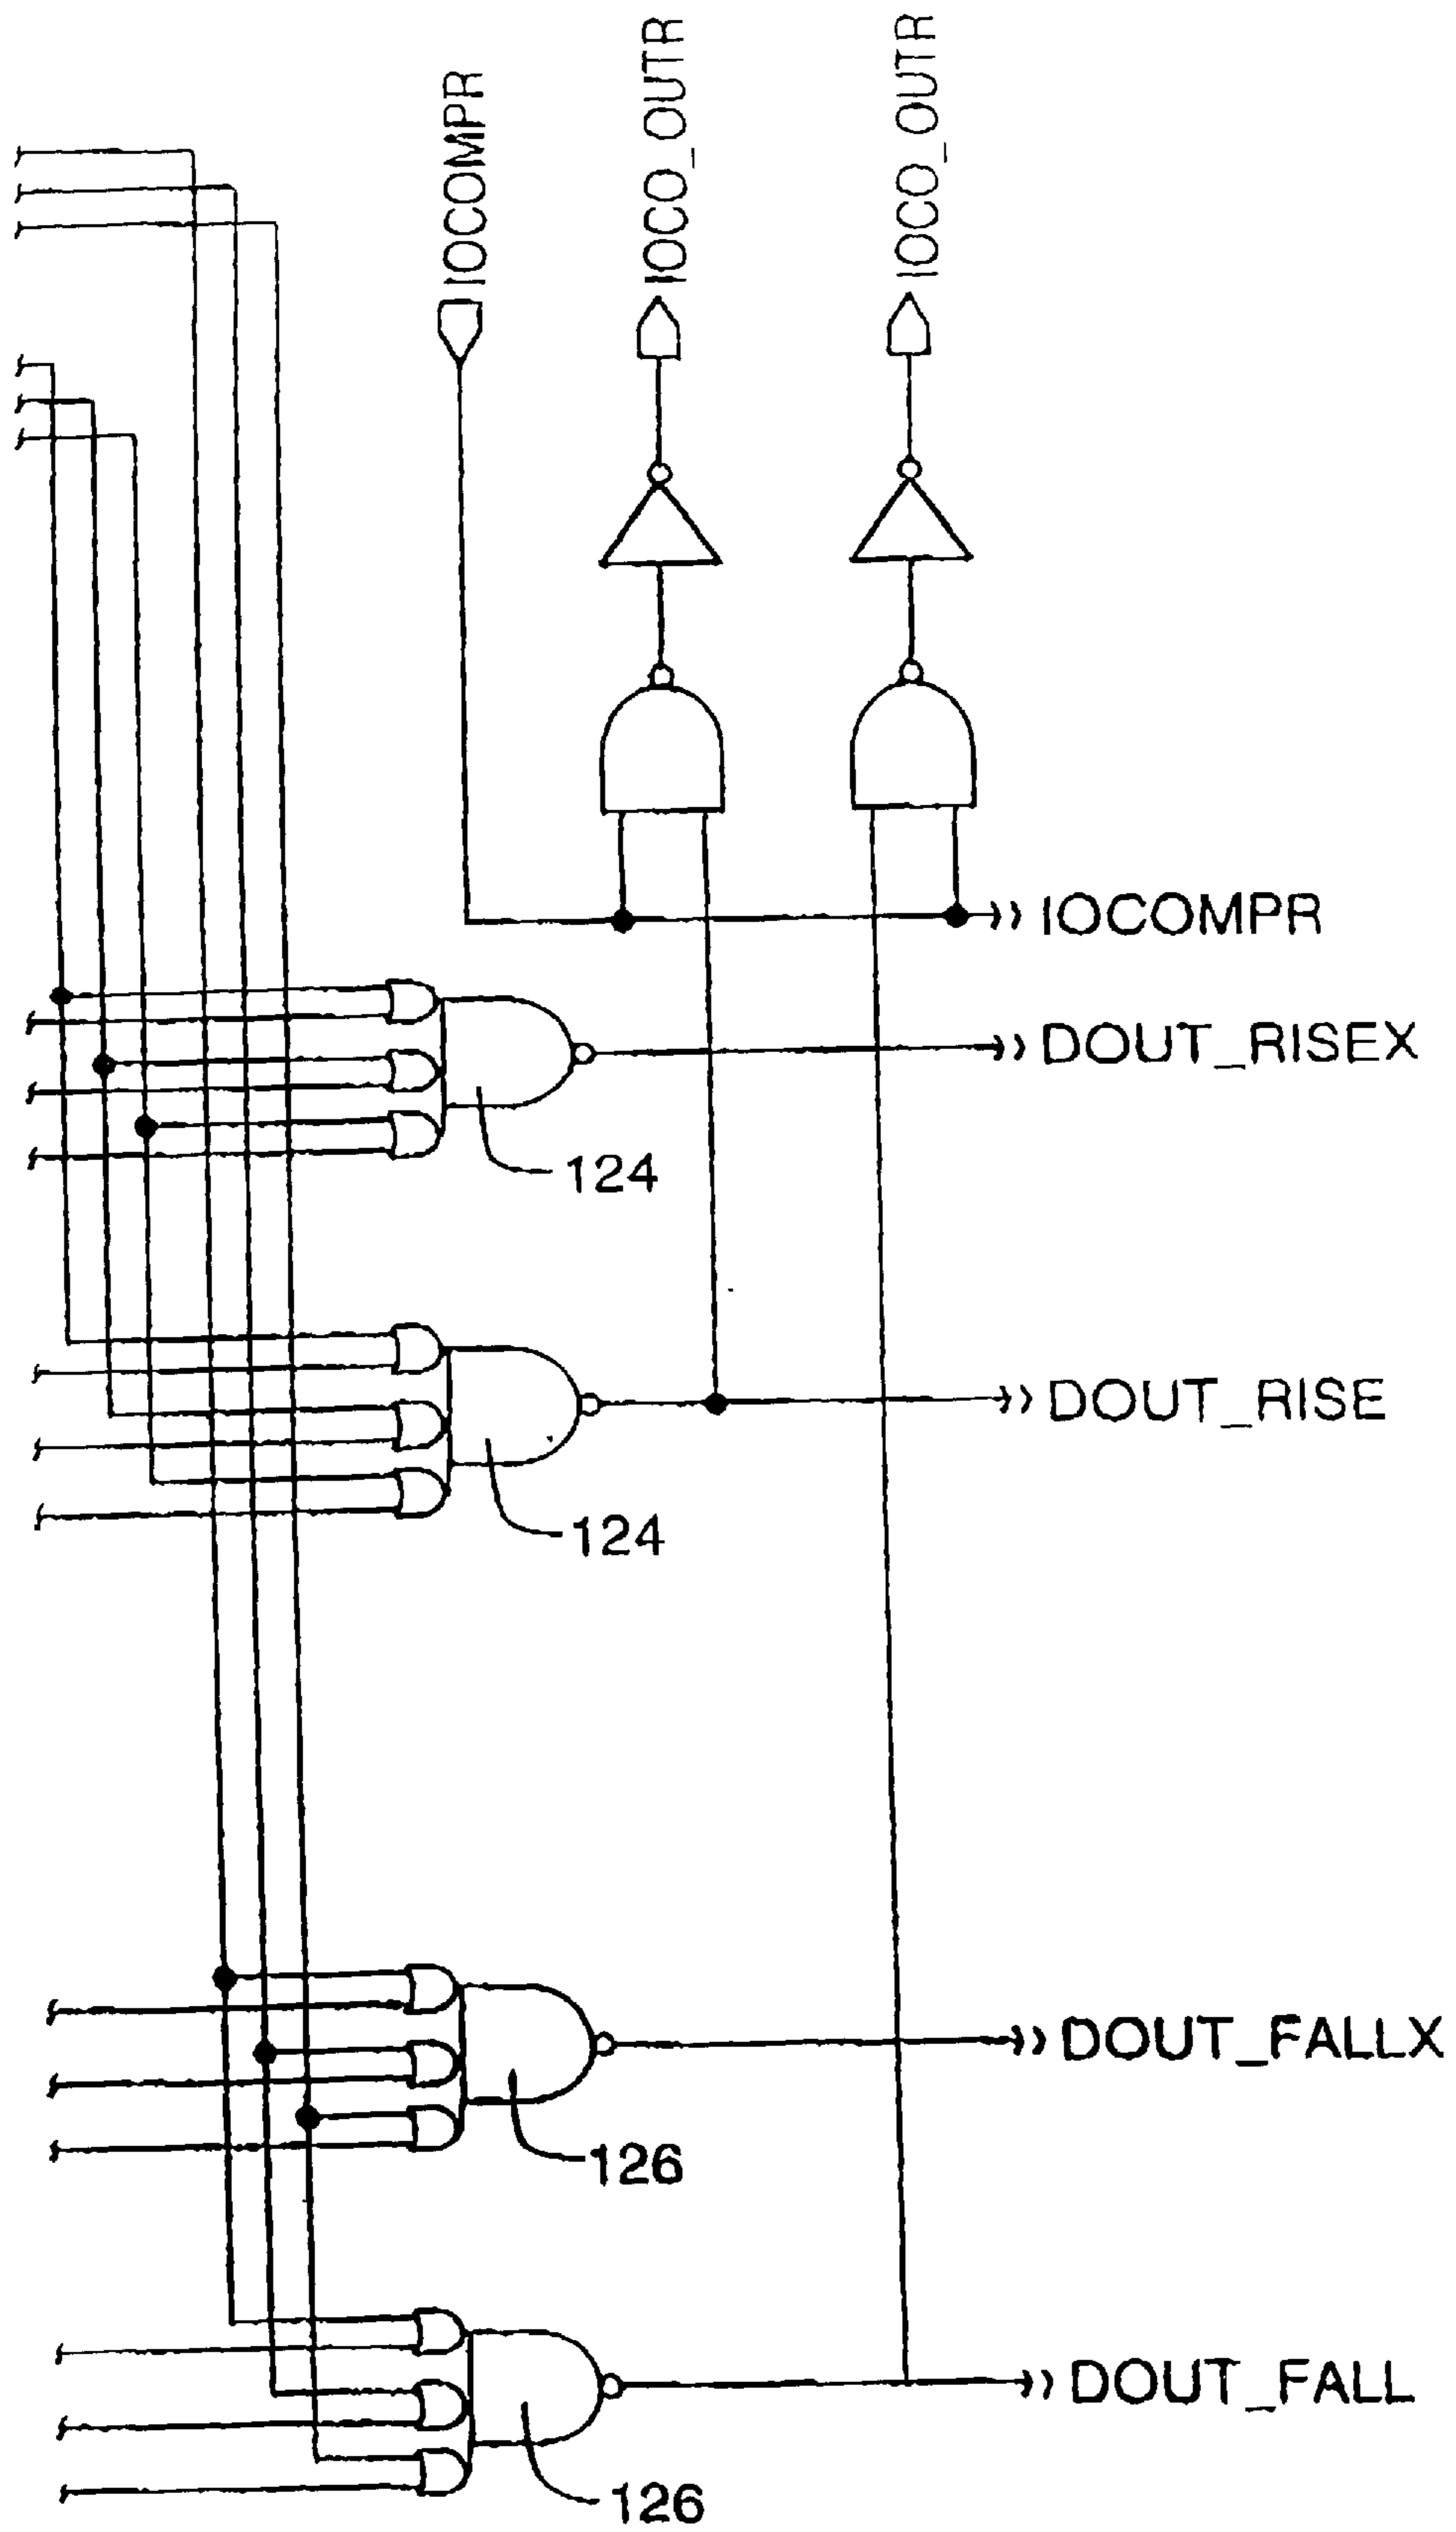 IOCOMPR
IOCO_OUTR
IOCO_OUTR
IOCOMPR
DOUT_RISEX
124
DOUT_RISE
124
DOUT_FALLX
126
DOUT_FALL
126